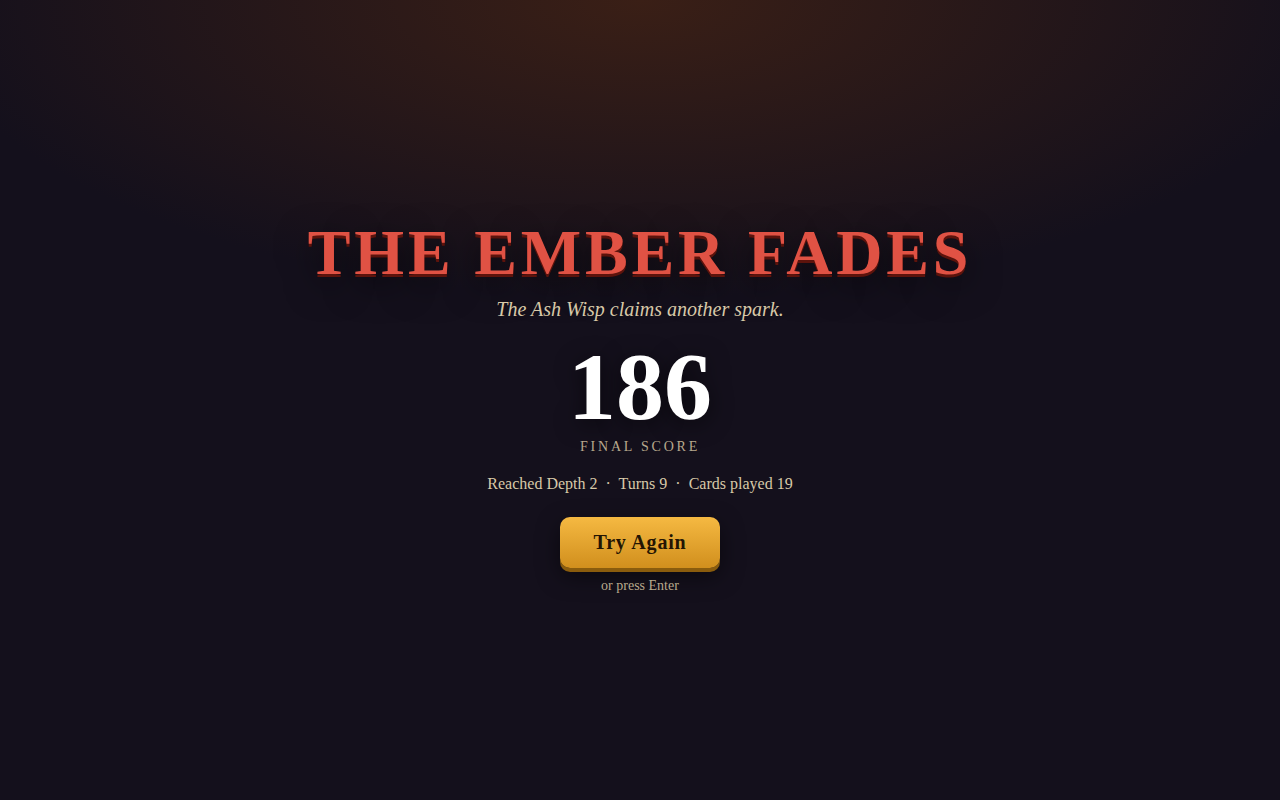 THE EMBER FADES
The Ash Wisp claims another spark.
186
FINAL SCORE
Reached Depth 2 · Turns 9 · Cards played 19
Try Again
or press Enter